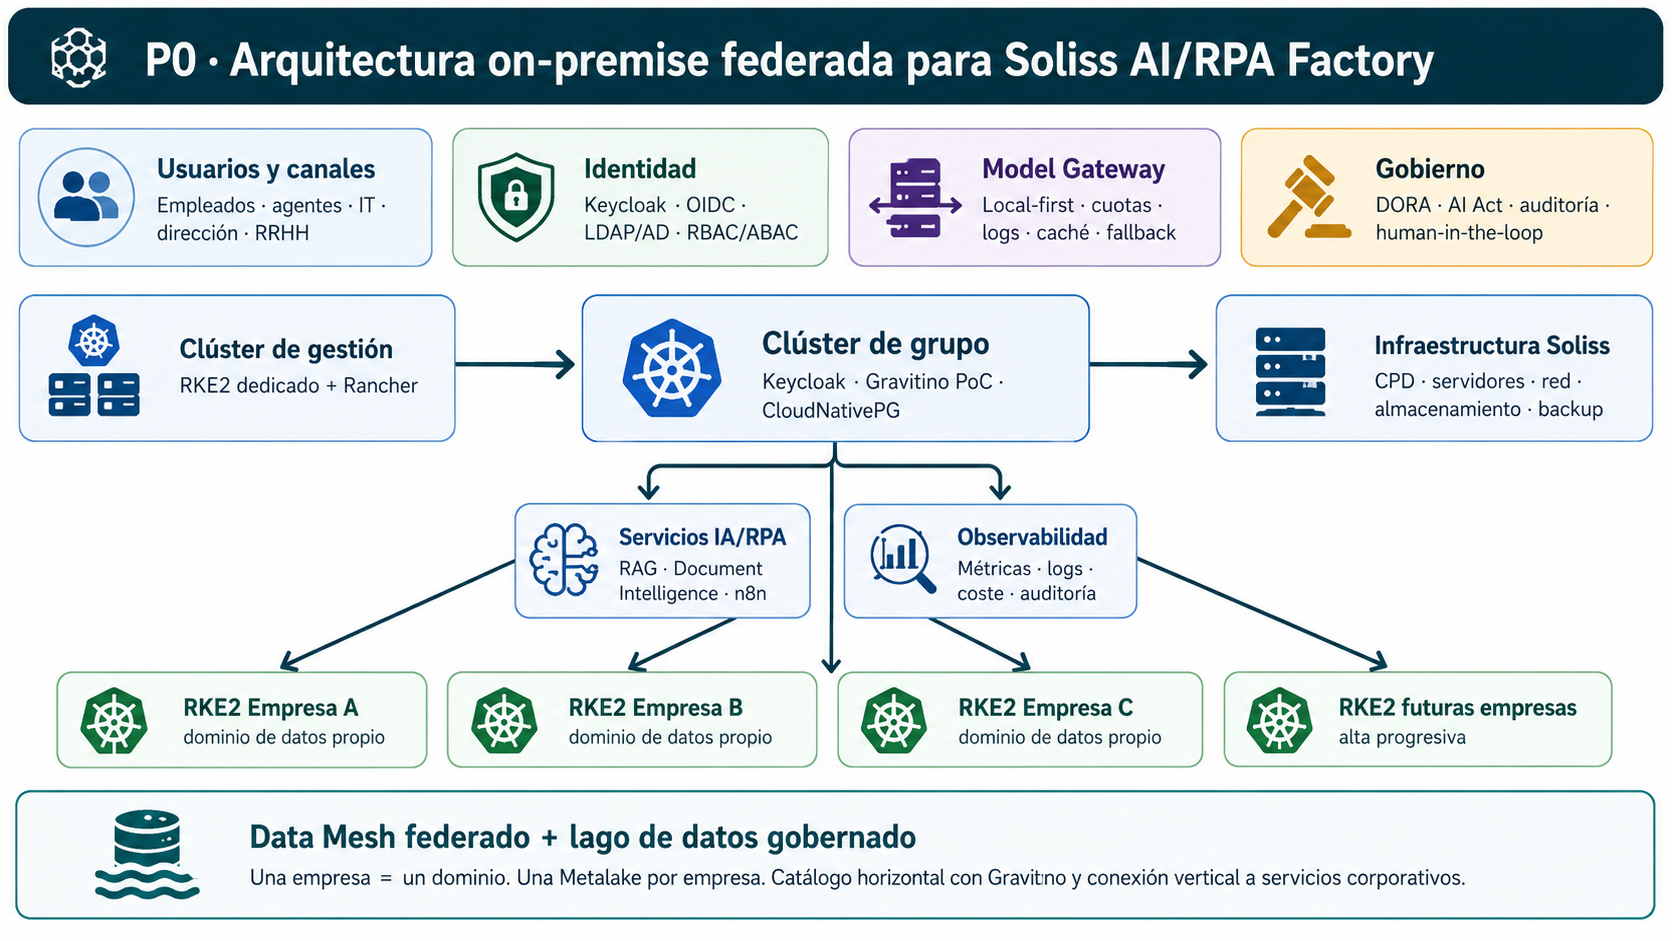 P0 · Arquitectura on-premise federada para Soliss AI/RPA Factory
Usuarios y canales
Empleados · agentes · IT ·
dirección · RRHH
Identidad
Keycloak · OIDC ·
LDAP/AD · RBAC/ABAC
Model Gateway
Local-first · cuotas ·
logs · caché · fallback
Gobierno
DORA · AI Act · auditoría ·
human-in-the-loop
Clúster de gestión
RKE2 dedicado + Rancher
Clúster de grupo
Keycloak · Gravitino PoC ·
CloudNativePG
Infraestructura Soliss
CPD · servidores · red ·
almacenamiento · backup
Servicios IA/RPA
RAG · Document
Intelligence · n8n
Observabilidad
Métricas · logs ·
coste · auditoría
RKE2 Empresa A
dominio de datos propio
RKE2 Empresa B
dominio de datos propio
RKE2 Empresa C
dominio de datos propio
RKE2 futuras empresas
alta progresiva
Data Mesh federado + lago de datos gobernado
Una empresa = un dominio. Una Metalake por empresa. Catálogo horizontal con Gravitino y conexión vertical a servicios corporativos.